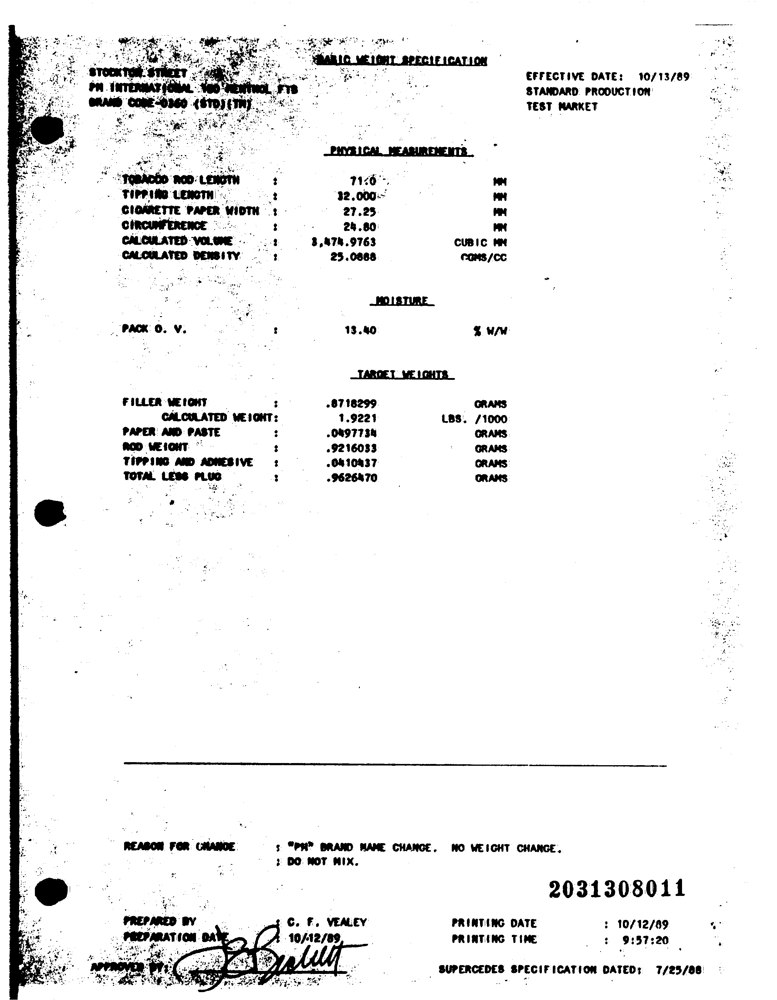 BASIC WEIGHT SPECIFICATION
STOCKTON STREET
PM INTERNATIONAL 100 MENTHOL FTB
BRAND CODE-0360 (STD)(TM)
EFFECTIVE DATE: 10/13/89
STANDARD PRODUCTION
TEST MARKET
PHYSICAL MEASUREMENTS
TOBACCO ROD LENGTH : 71.0 MM
TIPPING LENGTH : 32.000 MM
CIGARETTE PAPER WIDTH : 27.25 MM
CIRCUMFERENCE : 24.80 MM
CALCULATED VOLUME : 3,474.9763 CUBIC MM
CALCULATED DENSITY : 25.0888 CGMS/CC
MOISTURE
PACK O. V. : 13.40 % W/W
TARGET WEIGHTS
FILLER WEIGHT : .8718299 GRAMS
CALCULATED WEIGHT: 1.9221 LBS. /1000
PAPER AND PASTE : .0497734 GRAMS
ROD WEIGHT : .9216033 GRAMS
TIPPING AND ADHESIVE : .0410437 GRAMS
TOTAL LESS PLUG : .9626470 GRAMS
REASON FOR CHANGE : "PM" BRAND NAME CHANGE. NO WEIGHT CHANGE.
: DO NOT MIX.
2031308011
PREPARED BY : C. F. VEALEY
PREPARATION DATE : 10/12/89
PRINTING DATE : 10/12/89
PRINTING TIME : 9:57:20
APPROVED BY:
SUPERCEDES SPECIFICATION DATED: 7/25/88